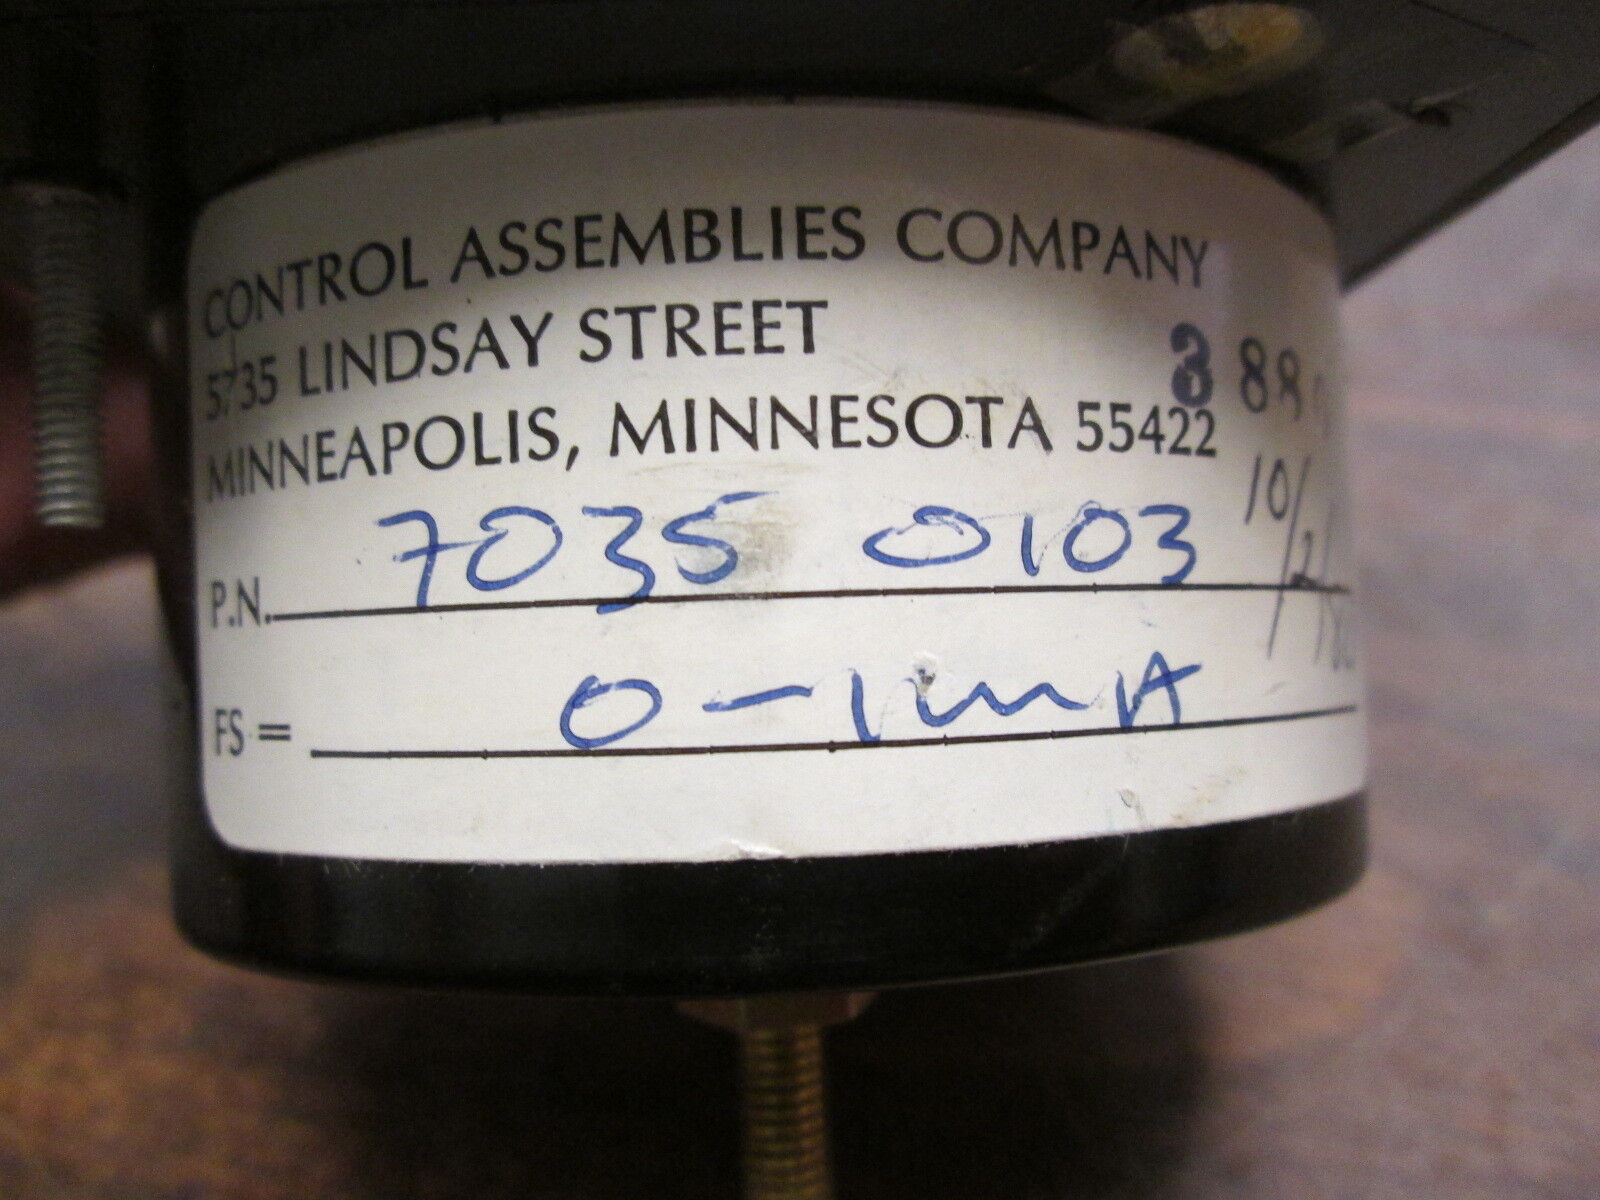 CONTROL ASSEMBLIES COMPANY
5735 LINDSAY STREET
MINNEAPOLIS, MINNESOTA 55422
P.N. 7035 0103
FS = 0-1mA